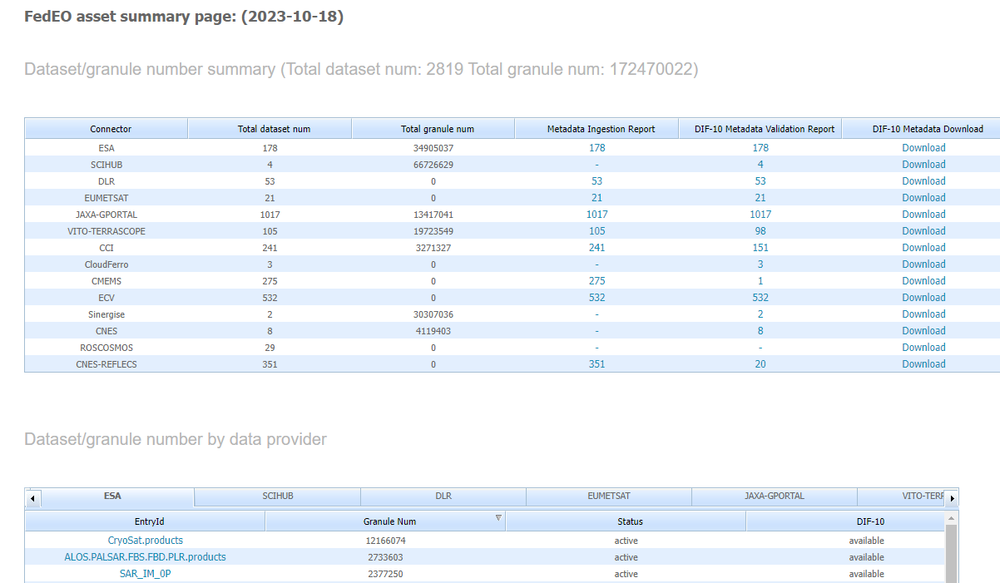 FedEO asset summary page: (2023-10-18)
Dataset/granule number summary (Total dataset num: 2819 Total granule num: 172470022)
Connector Total dataset num Total granule num Metadata Ingestion Report DIF-10 Metadata Validation Report DIF-10 Metadata Download
ESA 178 34905037 178 178 Download
SCIHUB 4 66726629 - 4 Download
DLR 53 0 53 53 Download
EUMETSAT 21 0 21 21 Download
JAXA-GPORTAL 1017 13417041 1017 1017 Download
VITO-TERRASCOPE 105 19723549 105 98 Download
CCI 241 3271327 241 151 Download
CloudFerro 3 0 - 3 Download
CMEMS 275 0 275 1 Download
ECV 532 0 532 532 Download
Sinergise 2 30307036 - 2 Download
CNES 8 4119403 - 8 Download
ROSCOSMOS 29 0 - - Download
CNES-REFLECS 351 0 351 20 Download
Dataset/granule number by data provider
ESA SCIHUB DLR EUMETSAT JAXA-GPORTAL VITO-TERR
EntryId Granule Num Status DIF-10
CryoSat.products 12166074 active available
ALOS.PALSAR.FBS.FBD.PLR.products 2733603 active available
SAR_IM_0P 2377250 active available